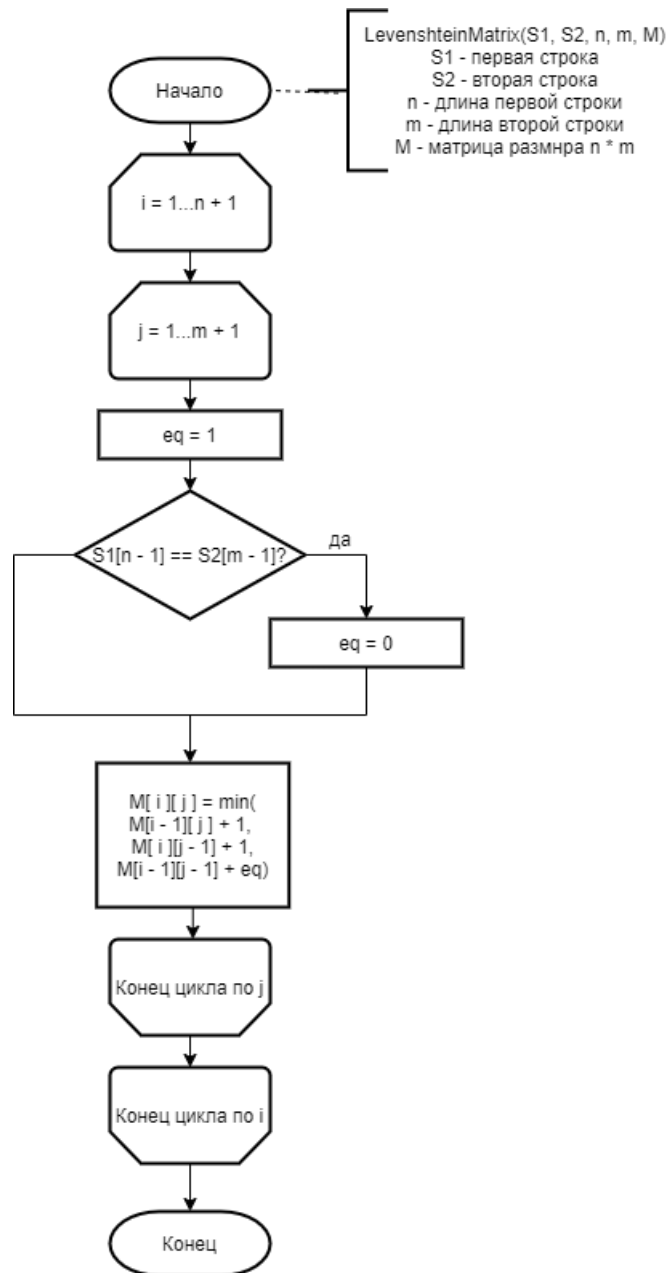 LevenshteinMatrix(S1, S2, n, m, M)
S1 - первая строка
S2 - вторая строка
n - длина первой строки
m - длина второй строки
M - матрица размнра n * m
Начало
i = 1...n + 1
j = 1...m + 1
eq = 1
S1[n - 1] == S2[m - 1]?
да
eq = 0
M[ i ][ j ] = min(
M[i - 1][ j ] + 1,
M[ i ][j - 1] + 1,
M[i - 1][j - 1] + eq)
Конец цикла по j
Конец цикла по i
Конец